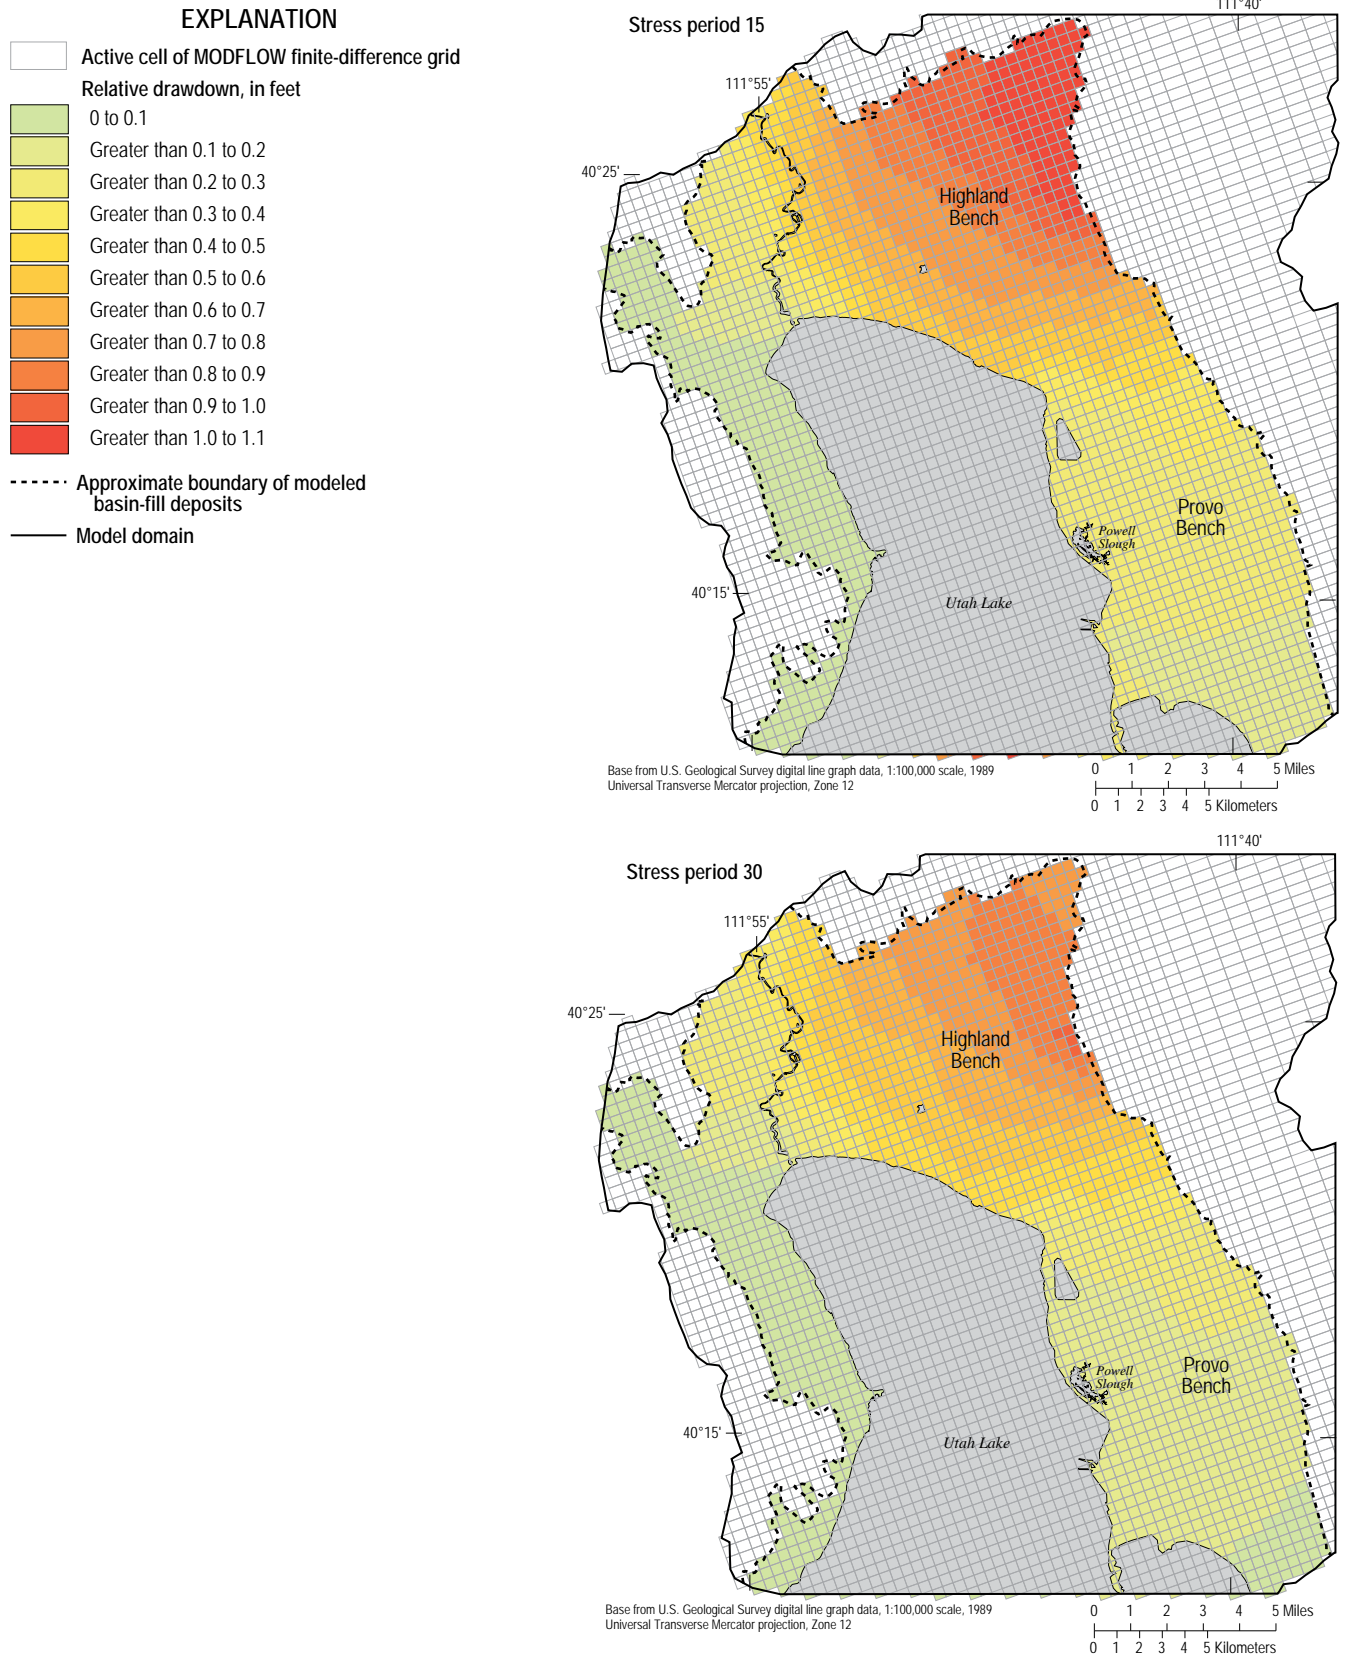 EXPLANATION
Active cell of MODFLOW finite-difference grid
Relative drawdown, in feet
0 to 0.1
Greater than 0.1 to 0.2
Greater than 0.2 to 0.3
Greater than 0.3 to 0.4
Greater than 0.4 to 0.5
Greater than 0.5 to 0.6
Greater than 0.6 to 0.7
Greater than 0.7 to 0.8
Greater than 0.8 to 0.9
Greater than 0.9 to 1.0
Greater than 1.0 to 1.1
Approximate boundary of modeled
basin-fill deposits
Model domain
Stress period 15
111°40'
111°55'
40°25'
Highland
Bench
Provo
Bench
Powell
Slough
40°15'
Utah Lake
Base from U.S. Geological Survey digital line graph data, 1:100,000 scale, 1989
Universal Transverse Mercator projection, Zone 12
0 1 2 3 4 5 Miles
0 1 2 3 4 5 Kilometers
Stress period 30
111°40'
111°55'
40°25'
Highland
Bench
Provo
Bench
Powell
Slough
40°15'
Utah Lake
Base from U.S. Geological Survey digital line graph data, 1:100,000 scale, 1989
Universal Transverse Mercator projection, Zone 12
0 1 2 3 4 5 Miles
0 1 2 3 4 5 Kilometers